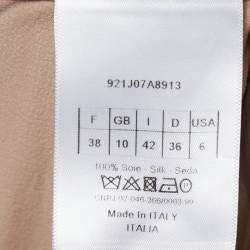 921J07A8913
F GB I D USA
38 10 42 36 6
100% Soie - Silk - Seda
Made in
ITALY
ITALIA